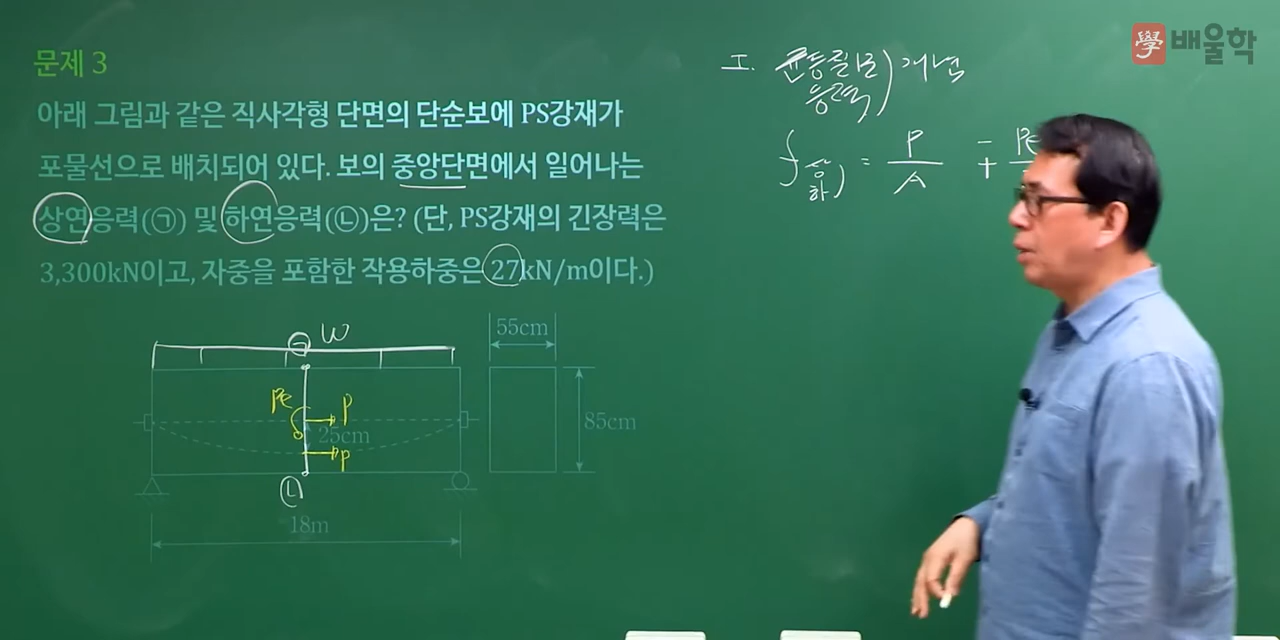 學 배울학
문제 3
아래 그림과 같은 직사각형 단면의 단순보에 PS강재가
포물선으로 배치되어 있다. 보의 중앙단면에서 일어나는
상연응력(㉠) 및 하연응력(㉡)은? (단, PS강재의 긴장력은
3,300kN이고, 자중을 포함한 작용하중은 27kN/m이다.)
I. 균등질보 개념
응력
f 상 = P/A ∓ Pe
하
㉠ W
55cm
Pe P
25cm
P
85cm
㉡
18m